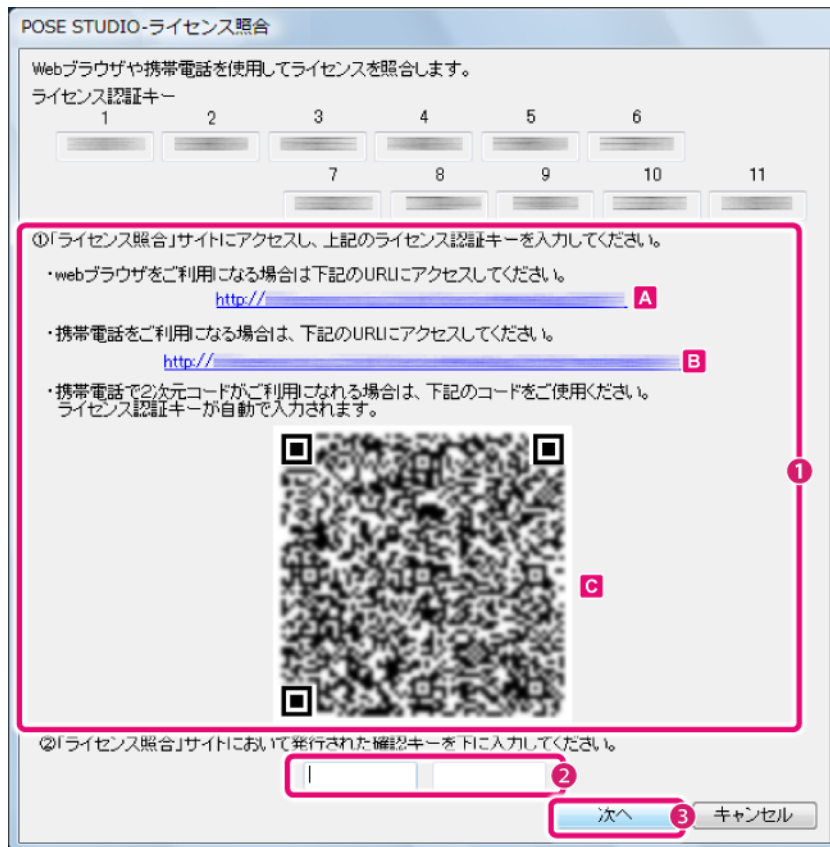 POSE STUDIO-ライセンス照合
Webブラウザや携帯電話を使用してライセンスを照合します。
ライセンス認証キー
1 2 3 4 5 6
7 8 9 10 11
①「ライセンス照合」サイトにアクセスし、上記のライセンス認証キーを入力してください。
・webブラウザをご利用になる場合は下記のURLにアクセスしてください。
http:// A
・携帯電話をご利用になる場合は、下記のURLにアクセスしてください。
http:// B
・携帯電話で2次元コードがご利用になれる場合は、下記のコードをご使用ください。
ライセンス認証キーが自動で入力されます。
1
C
②「ライセンス照合」サイトにおいて発行された確認キーを下に入力してください。
2
次へ 3 キャンセル